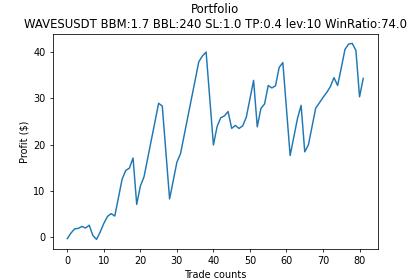 Portfolio
WAVESUSDT BBM:1.7 BBL:240 SL:1.0 TP:0.4 lev:10 WinRatio:74.0
Profit ($)
40
30
20
10
0
0 10 20 30 40 50 60 70 80
Trade counts